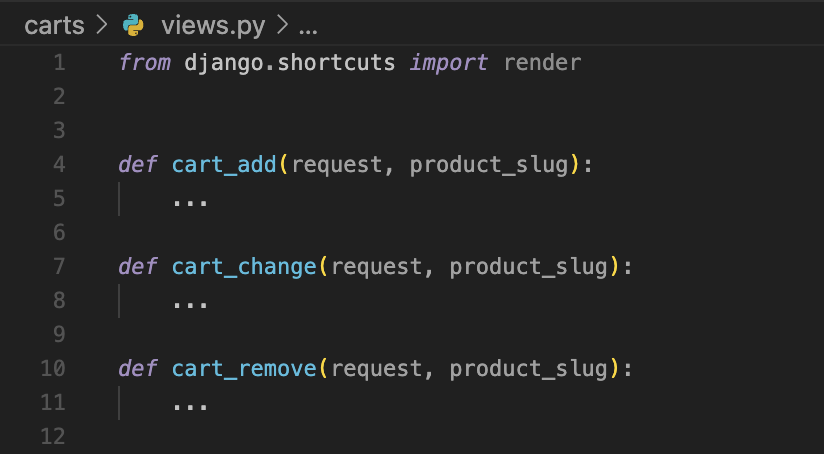 carts > views.py > ...
1 from django.shortcuts import render
2
3
4 def cart_add(request, product_slug):
5 ...
6
7 def cart_change(request, product_slug):
8 ...
9
10 def cart_remove(request, product_slug):
11 ...
12